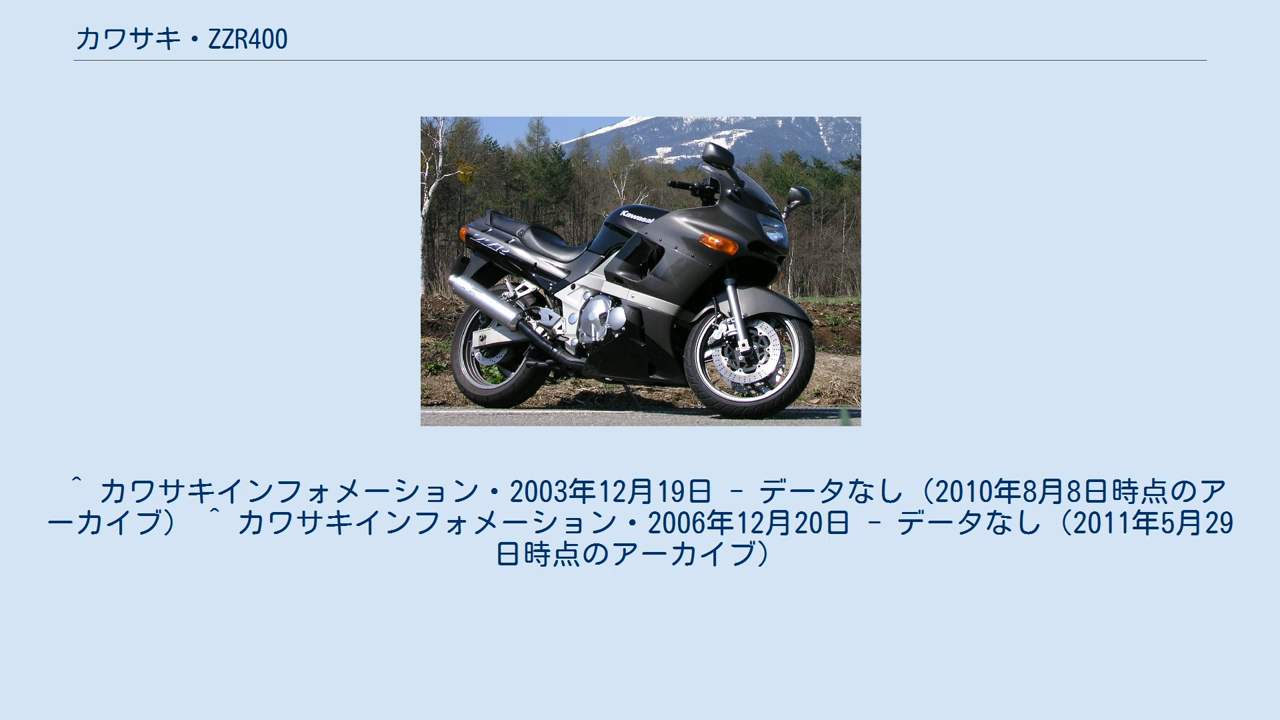 カワサキ・ZZR400
Kawasaki
ZZR
^ カワサキインフォメーション・2003年12月19日 - データなし（2010年8月8日時点のア
ーカイブ） ^ カワサキインフォメーション・2006年12月20日 - データなし（2011年5月29
日時点のアーカイブ）